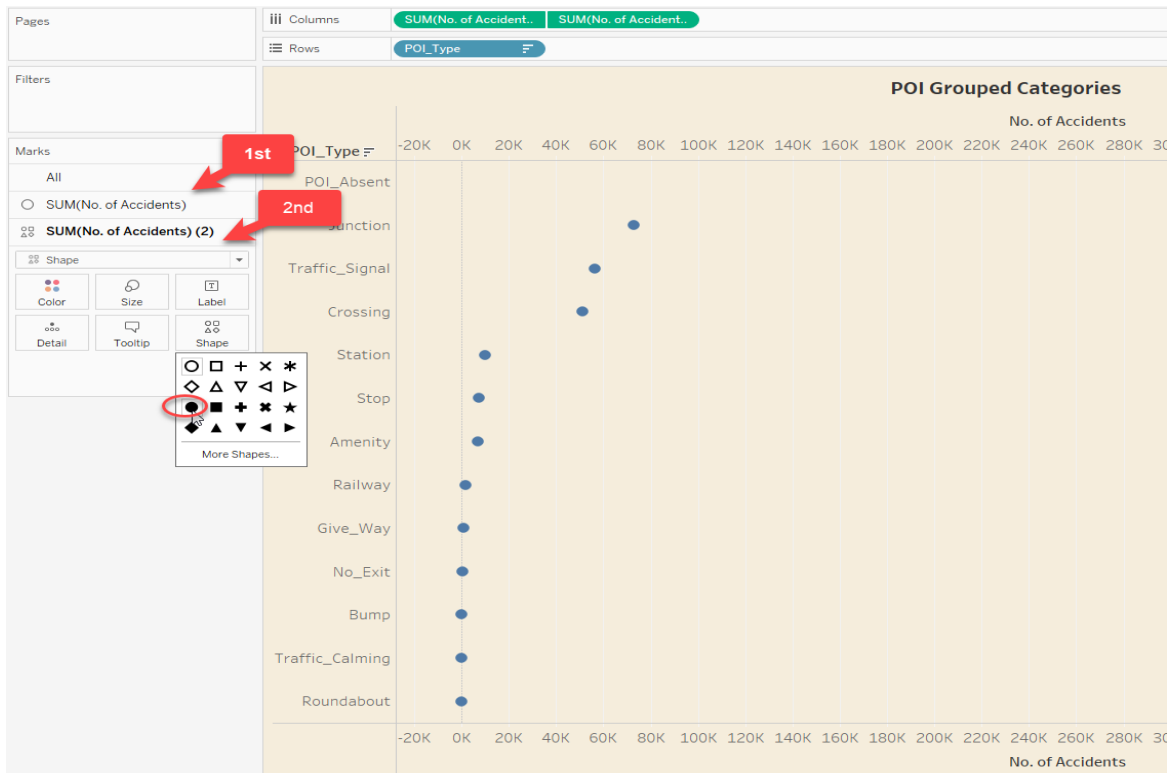 Pages
Columns
SUM(No. of Accident..
SUM(No. of Accident..
Rows
POI_Type
Filters
Marks
All
SUM(No. of Accidents)
SUM(No. of Accidents) (2)
Shape
Color
Size
Label
Detail
Tooltip
Shape
More Shapes...
1st
2nd
POI Grouped Categories
No. of Accidents
POI_Type
-20K 0K 20K 40K 60K 80K 100K 120K 140K 160K 180K 200K 220K 240K 260K 280K
POI_Absent
Junction
Traffic_Signal
Crossing
Station
Stop
Amenity
Railway
Give_Way
No_Exit
Bump
Traffic_Calming
Roundabout
-20K 0K 20K 40K 60K 80K 100K 120K 140K 160K 180K 200K 220K 240K 260K 280K
No. of Accidents